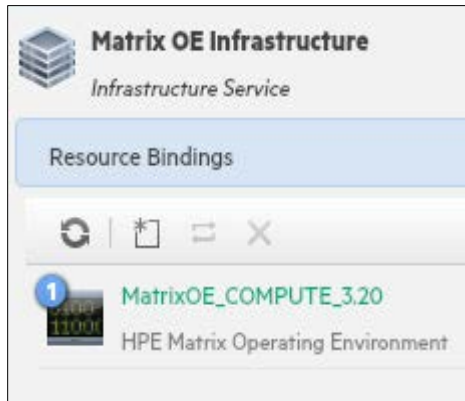 Matrix OE Infrastructure
Infrastructure Service
Resource Bindings
1
MatrixOE_COMPUTE_3.20
HPE Matrix Operating Environment